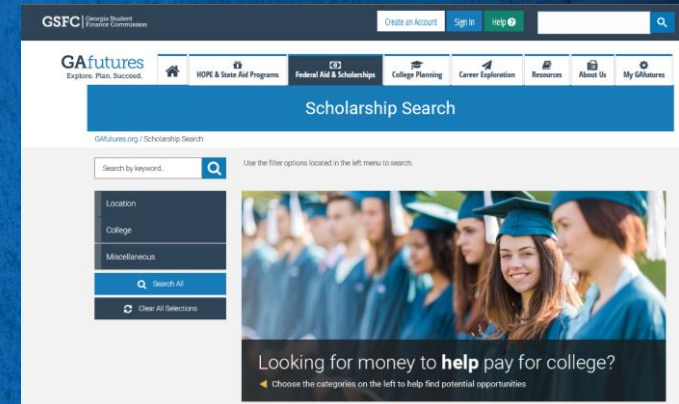 GSFC Georgia Student Finance Commission
Create an Account Sign In Help
GAfutures
Explore. Plan. Succeed.
HOPE & State Aid Programs Federal Aid & Scholarships College Planning Career Exploration Resources About Us My GAfutures
Scholarship Search
GAfutures.org / Scholarship Search
Search by keyword..
Use the filter options located in the left menu to search.
Location
College
Miscellaneous
Search All
Clear All Selections
Looking for money to help pay for college?
Choose the categories on the left to help find potential opportunities